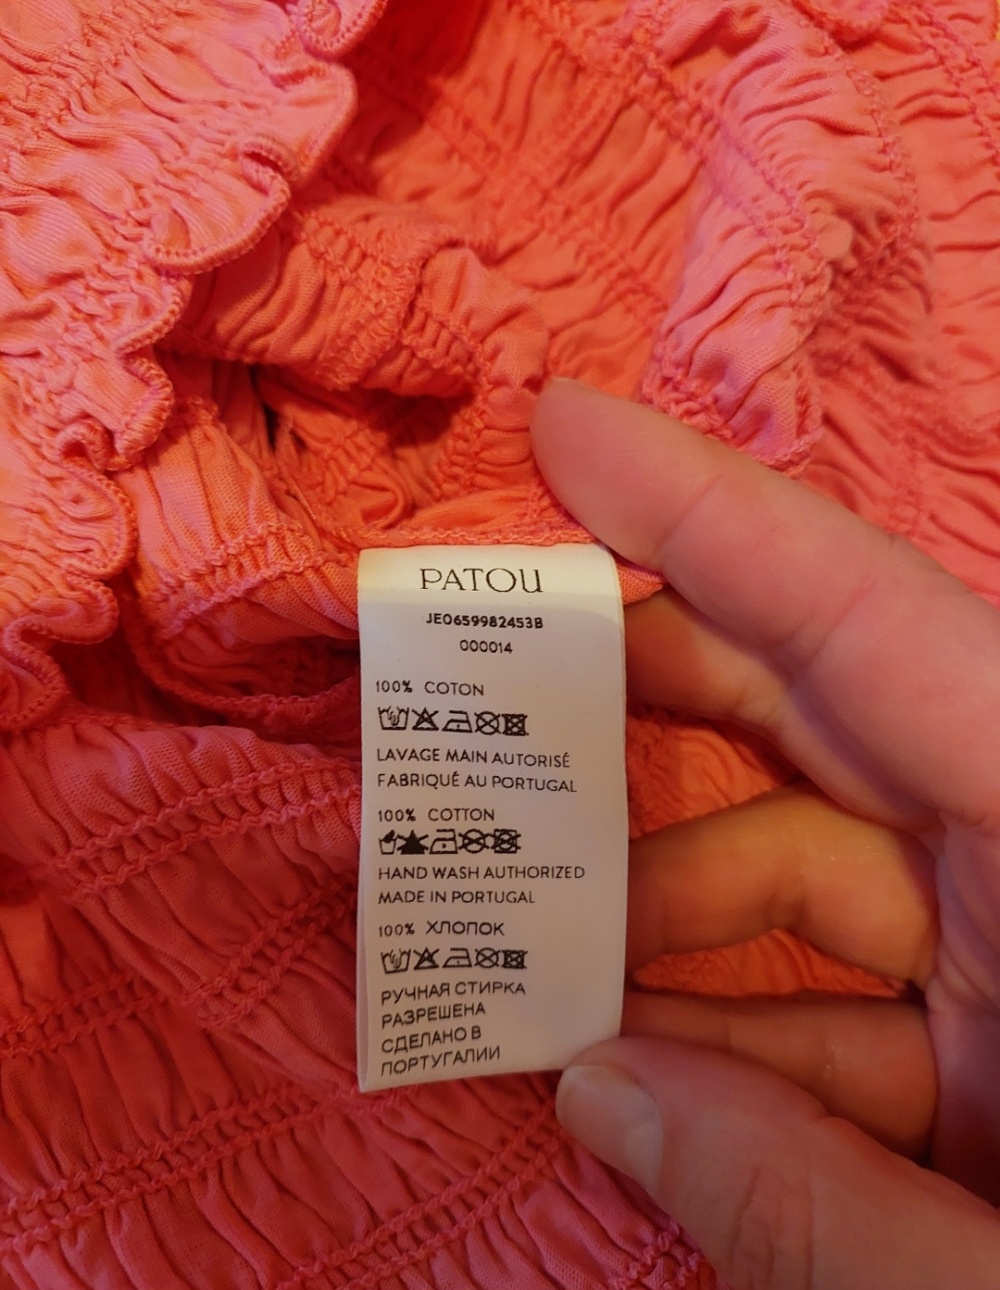 PATOU
JE0659982453B
000014
100% COTON
LAVAGE MAIN AUTORISÉ
FABRIQUÉ AU PORTUGAL
100% COTTON
HAND WASH AUTHORIZED
MADE IN PORTUGAL
100% ХЛОПОК
РУЧНАЯ СТИРКА
РАЗРЕШЕНА
СДЕЛАНО В
ПОРТУГАЛИИ